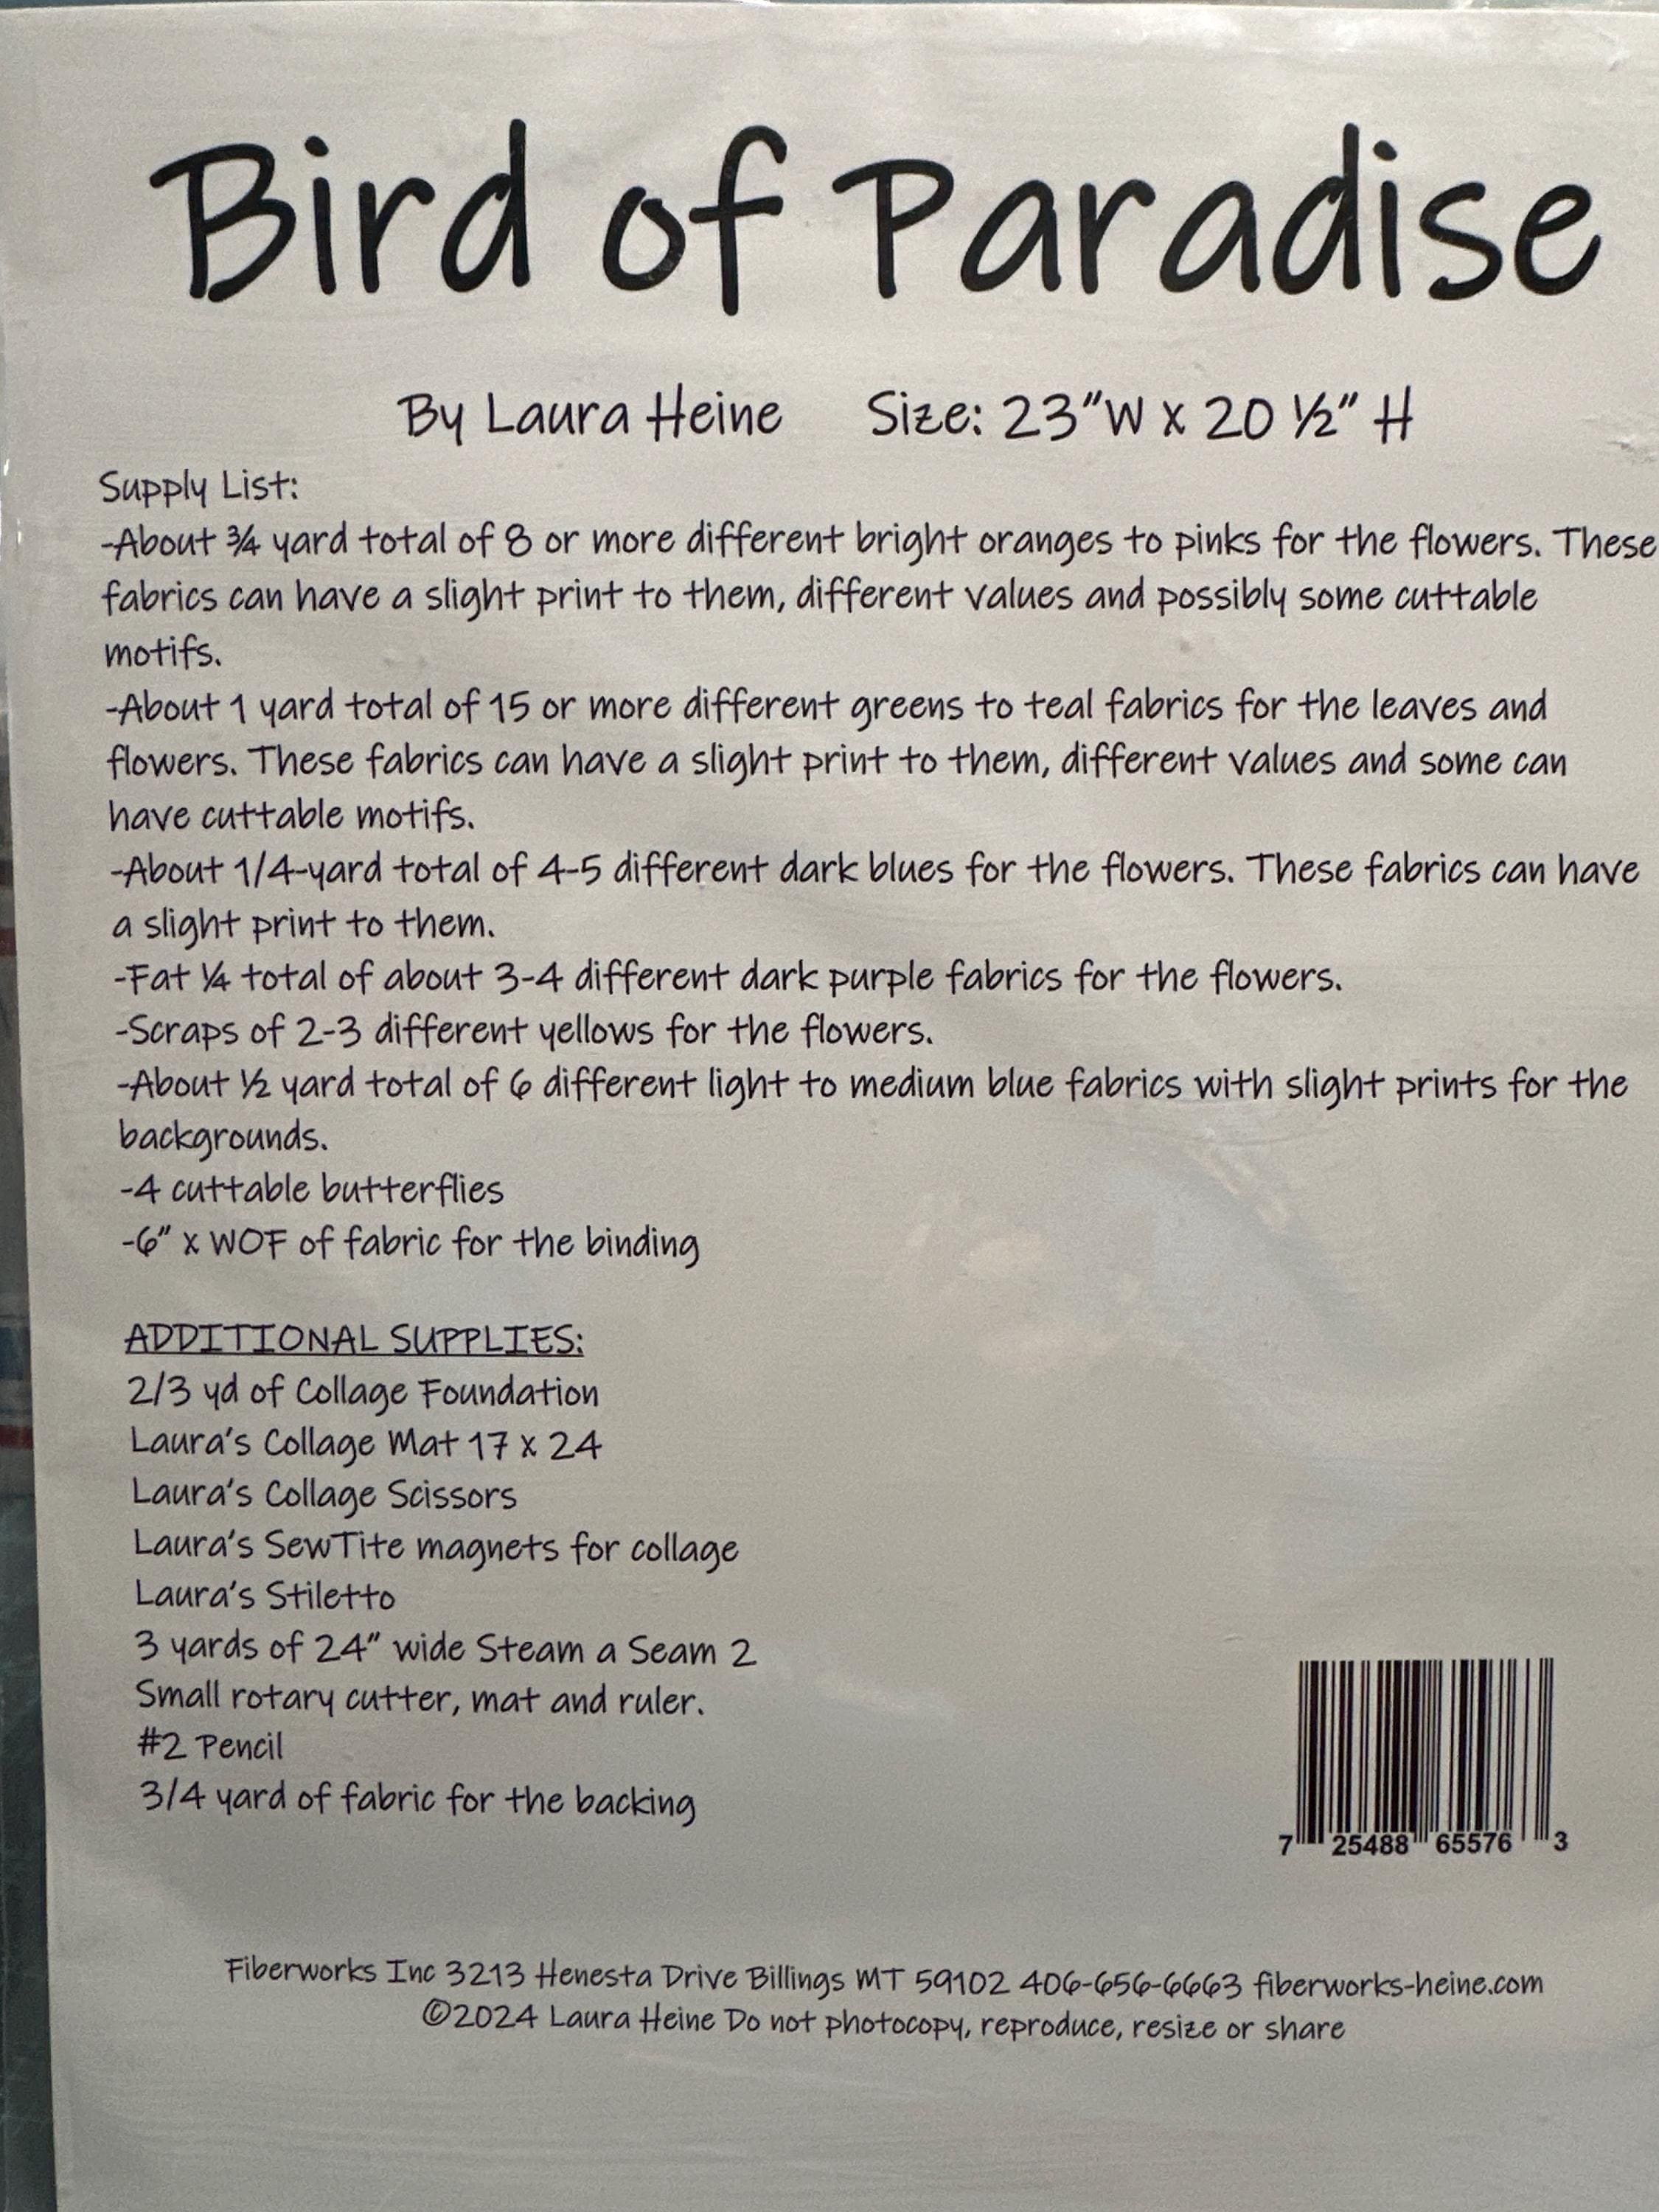 Bird of Paradise
By Laura Heine Size: 23"W x 20 ½" H
Supply List:
-About ¾ yard total of 8 or more different bright oranges to pinks for the flowers. These
fabrics can have a slight print to them, different values and possibly some cuttable
motifs.
-About 1 yard total of 15 or more different greens to teal fabrics for the leaves and
flowers. These fabrics can have a slight print to them, different values and some can
have cuttable motifs.
-About 1/4-yard total of 4-5 different dark blues for the flowers. These fabrics can have
a slight print to them.
-Fat ¼ total of about 3-4 different dark purple fabrics for the flowers.
-Scraps of 2-3 different yellows for the flowers.
-About ½ yard total of 6 different light to medium blue fabrics with slight prints for the
backgrounds.
-4 cuttable butterflies
-6" x WOF of fabric for the binding
ADDITIONAL SUPPLIES:
2/3 yd of Collage Foundation
Laura's Collage Mat 17 x 24
Laura's Collage Scissors
Laura's SewTite magnets for collage
Laura's Stiletto
3 yards of 24" wide Steam a Seam 2
Small rotary cutter, mat and ruler.
#2 Pencil
3/4 yard of fabric for the backing
7 25488 65576 3
Fiberworks Inc 3213 Henesta Drive Billings MT 59102 406-656-6663 fiberworks-heine.com
©2024 Laura Heine Do not photocopy, reproduce, resize or share